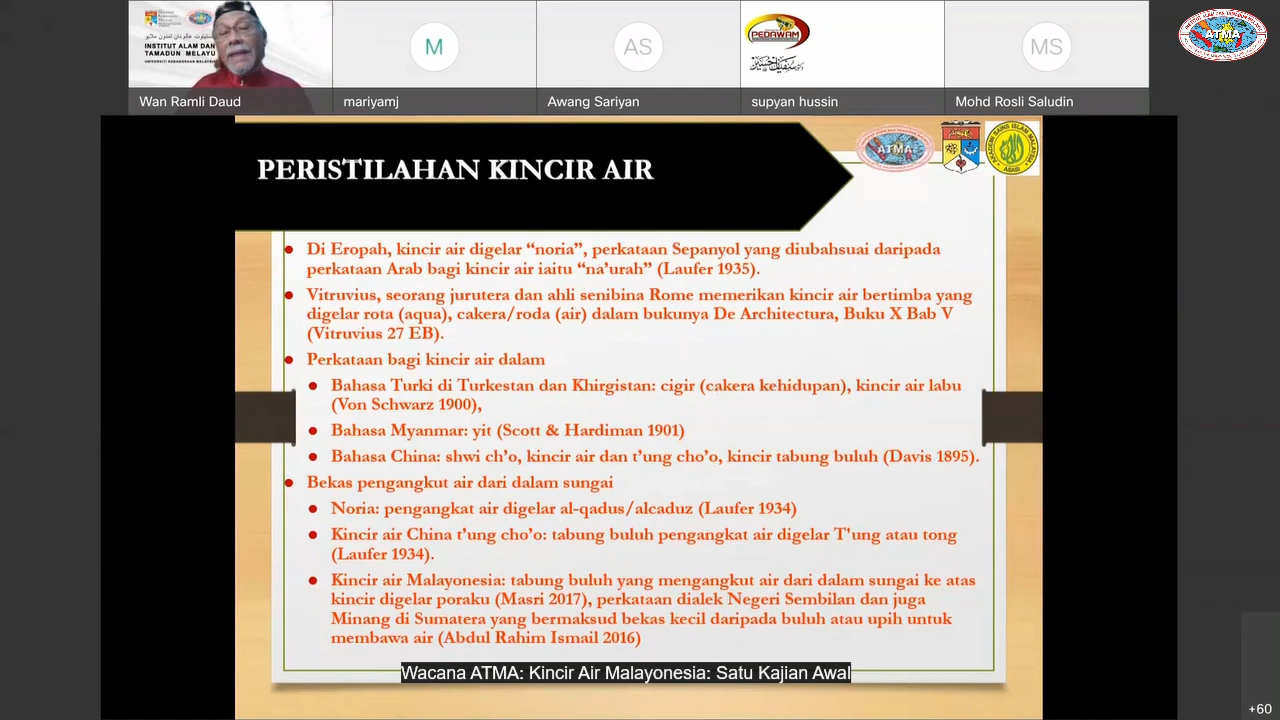 INSTITUT ALAM DAN
TAMADUN MELAYU
UNIVERSITI KEBANGSAAN MALAYSIA
M
AS
PEDAWAM
MS
ATMA
Wan Ramli Daud
mariyamj
Awang Sariyan
supyan hussin
Mohd Rosli Saludin
PERISTILAHAN KINCIR AIR
ATMA
ASASI
Di Eropah, kincir air digelar “noria”, perkataan Sepanyol yang diubahsuai daripada
perkataan Arab bagi kincir air iaitu “na’urah” (Laufer 1935).
Vitruvius, seorang jurutera dan ahli senibina Rome memerikan kincir air bertimba yang
digelar rota (aqua), cakera/roda (air) dalam bukunya De Architectura, Buku X Bab V
(Vitruvius 27 EB).
Perkataan bagi kincir air dalam
Bahasa Turki di Turkestan dan Khirgistan: cigir (cakera kehidupan), kincir air labu
(Von Schwarz 1900),
Bahasa Myanmar: yit (Scott & Hardiman 1901)
Bahasa China: shwi ch’o, kincir air dan t’ung cho’o, kincir tabung buluh (Davis 1895).
Bekas pengangkut air dari dalam sungai
Noria: pengangkat air digelar al-qadus/alcaduz (Laufer 1934)
Kincir air China t’ung cho’o: tabung buluh pengangkat air digelar T'ung atau tong
(Laufer 1934).
Kincir air Malayonesia: tabung buluh yang mengangkut air dari dalam sungai ke atas
kincir digelar poraku (Masri 2017), perkataan dialek Negeri Sembilan dan juga
Minang di Sumatera yang bermaksud bekas kecil daripada buluh atau upih untuk
membawa air (Abdul Rahim Ismail 2016)
Wacana ATMA: Kincir Air Malayonesia: Satu Kajian Awal
+60